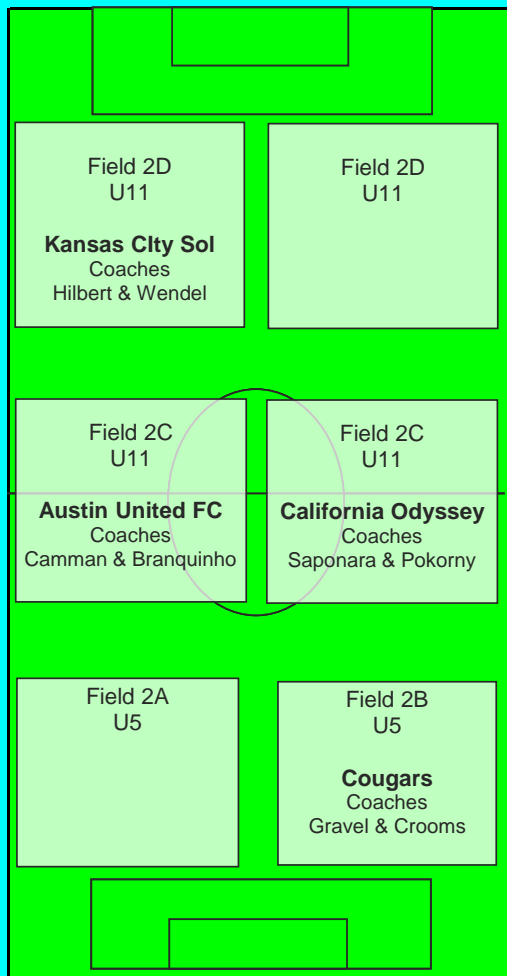 Field 2D
U11
Kansas CIty Sol
Coaches
Hilbert & Wendel
Field 2D
U11
Field 2C
U11
Austin United FC
Coaches
Camman & Branquinho
Field 2C
U11
California Odyssey
Coaches
Saponara & Pokorny
Field 2A
U5
Field 2B
U5
Cougars
Coaches
Gravel & Crooms